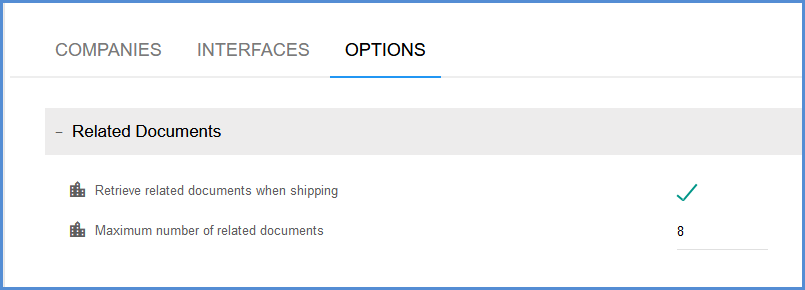 COMPANIES INTERFACES OPTIONS
– Related Documents
Retrieve related documents when shipping
Maximum number of related documents 8